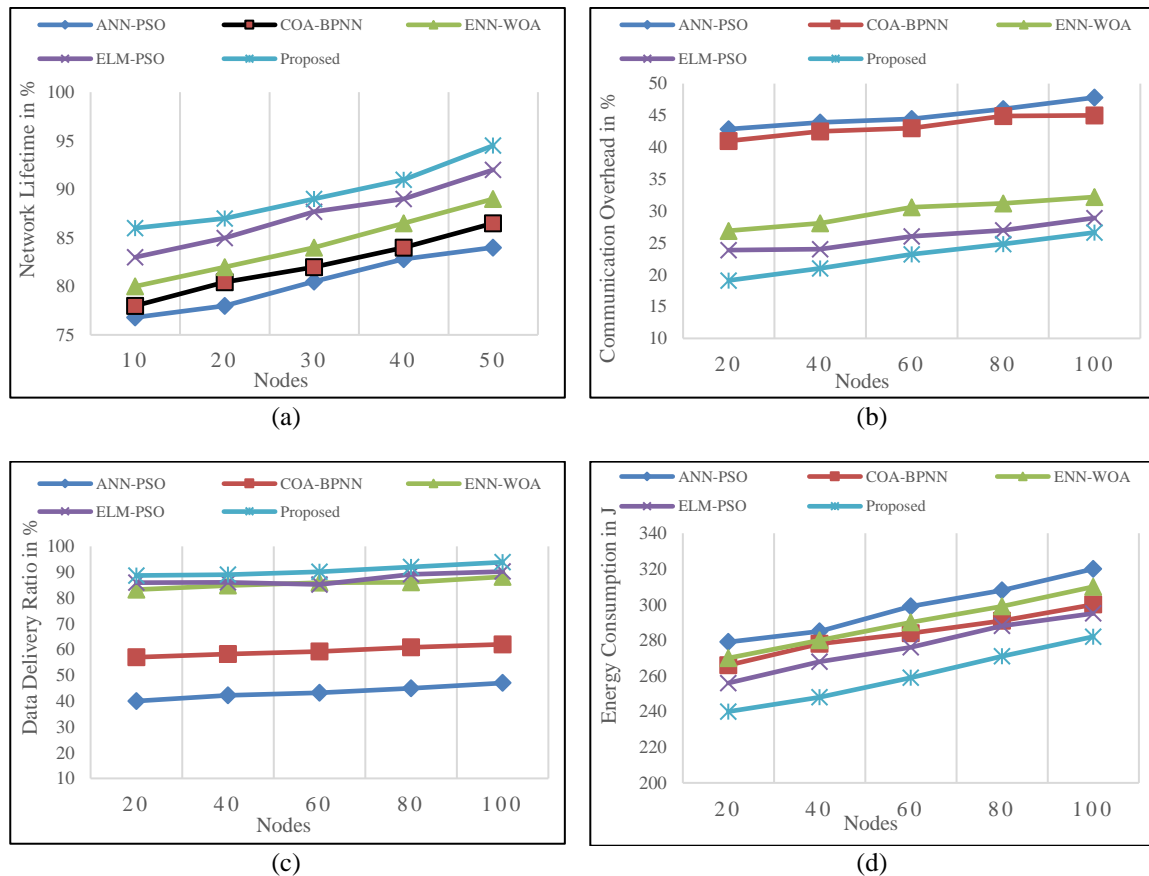 ANN-PSO COA-BPNN ENN-WOA
ELM-PSO Proposed
Network Lifetime in %
100
95
90
85
80
75
10 20 30 40 50
Nodes
(a)
ANN-PSO COA-BPNN ENN-WOA
ELM-PSO Proposed
Communication Overhead in %
50
45
40
35
30
25
20
15
10
20 40 60 80 100
Nodes
(b)
ANN-PSO COA-BPNN ENN-WOA
ELM-PSO Proposed
Data Delivery Ratio in %
100
90
80
70
60
50
40
30
20
10
20 40 60 80 100
Nodes
(c)
ANN-PSO COA-BPNN ENN-WOA
ELM-PSO Proposed
Energy Consumption in J
340
320
300
280
260
240
220
200
20 40 60 80 100
Nodes
(d)